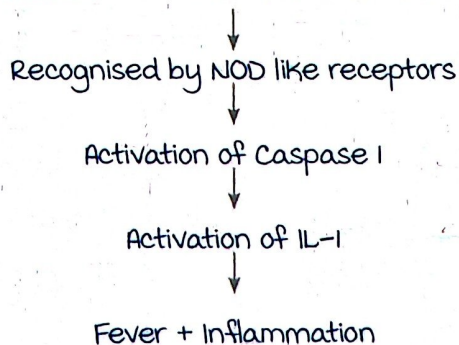 Recognised by NOD like receptors
Activation of Caspase 1
Activation of IL-1
Fever + Inflammation